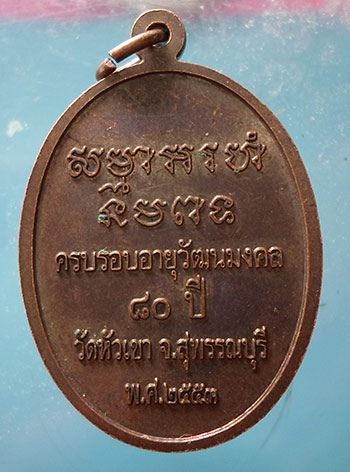 ครบรอบอายุวัฒนมงคล
๘๐ ปี
วัดหัวเขา จ.สุพรรณบุรี
พ.ศ.๒๕๕๓